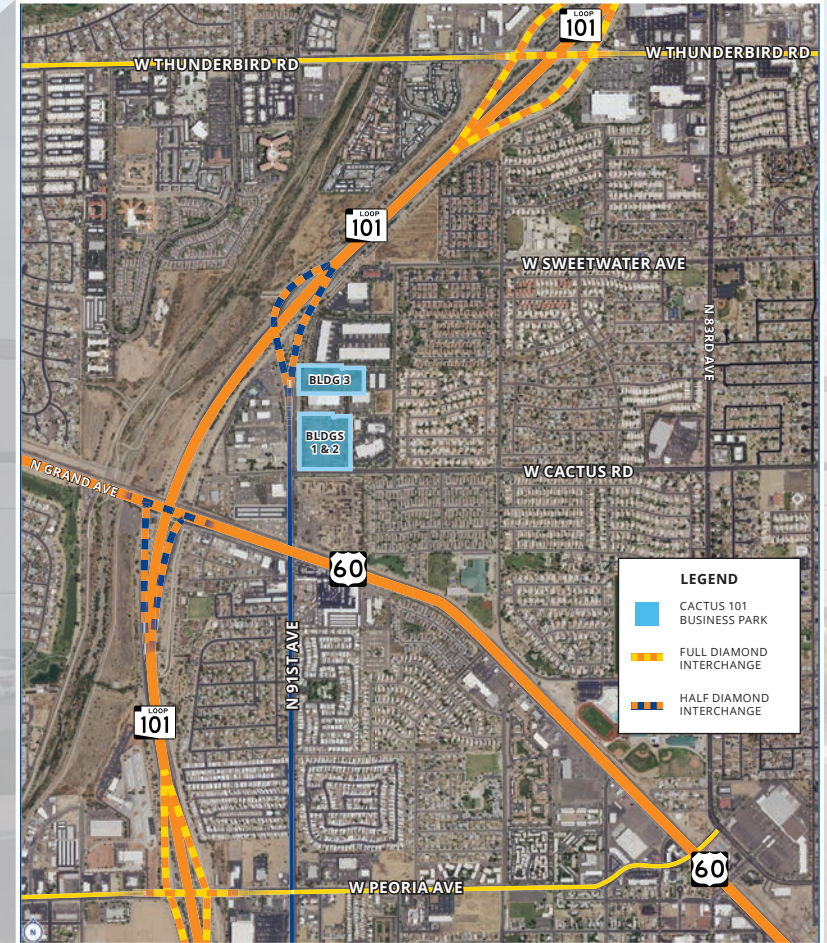 LOOP
101
W THUNDERBIRD RD
W THUNDERBIRD RD
LOOP
101
W SWEETWATER AVE
N 83RD AVE
BLDG 3
BLDGS
1 & 2
W CACTUS RD
N GRAND AVE
60
LEGEND
CACTUS 101
BUSINESS PARK
FULL DIAMOND
INTERCHANGE
HALF DIAMOND
INTERCHANGE
N 91ST AVE
LOOP
101
60
W PEORIA AVE
N